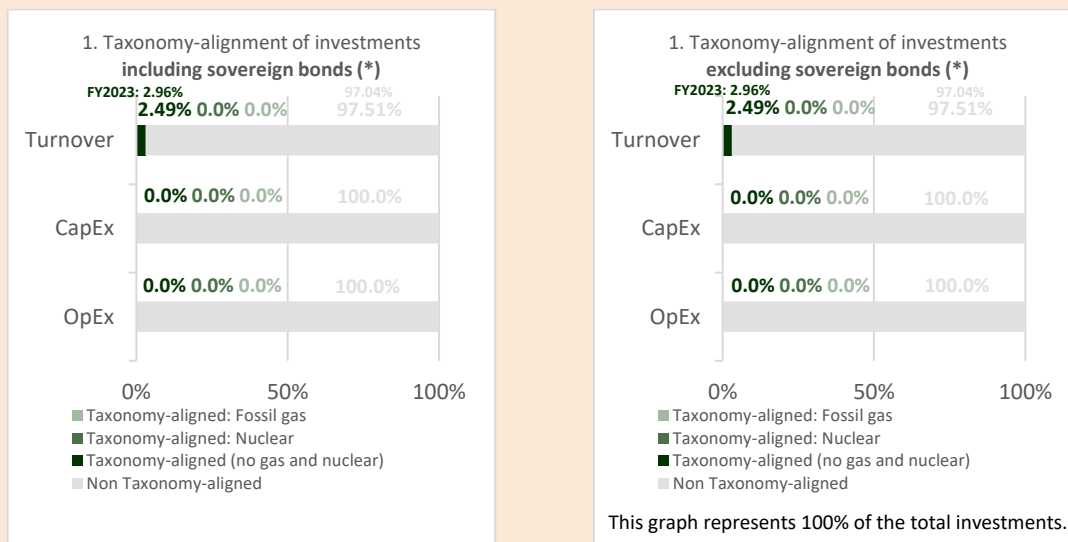 1. Taxonomy-alignment of investments
including sovereign bonds (*)
FY2023: 2.96% 97.04%
2.49% 0.0% 0.0% 97.51%
Turnover
0.0% 0.0% 0.0% 100.0%
CapEx
0.0% 0.0% 0.0% 100.0%
OpEx
0% 50% 100%
Taxonomy-aligned: Fossil gas
Taxonomy-aligned: Nuclear
Taxonomy-aligned (no gas and nuclear)
Non Taxonomy-aligned
1. Taxonomy-alignment of investments
excluding sovereign bonds (*)
FY2023: 2.96% 97.04%
2.49% 0.0% 0.0% 97.51%
Turnover
0.0% 0.0% 0.0% 100.0%
CapEx
0.0% 0.0% 0.0% 100.0%
OpEx
0% 50% 100%
Taxonomy-aligned: Fossil gas
Taxonomy-aligned: Nuclear
Taxonomy-aligned (no gas and nuclear)
Non Taxonomy-aligned
This graph represents 100% of the total investments.